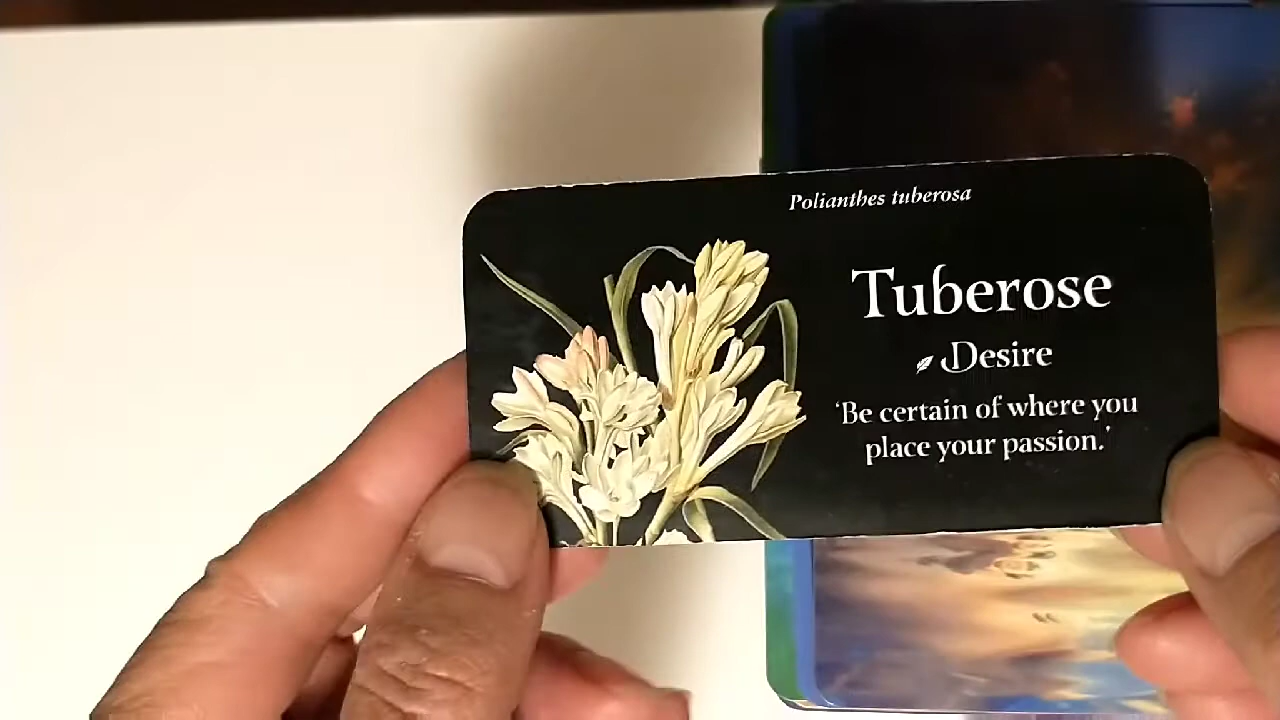 Polianthes tuberosa
Tuberose
Desire
'Be certain of where you
place your passion.'